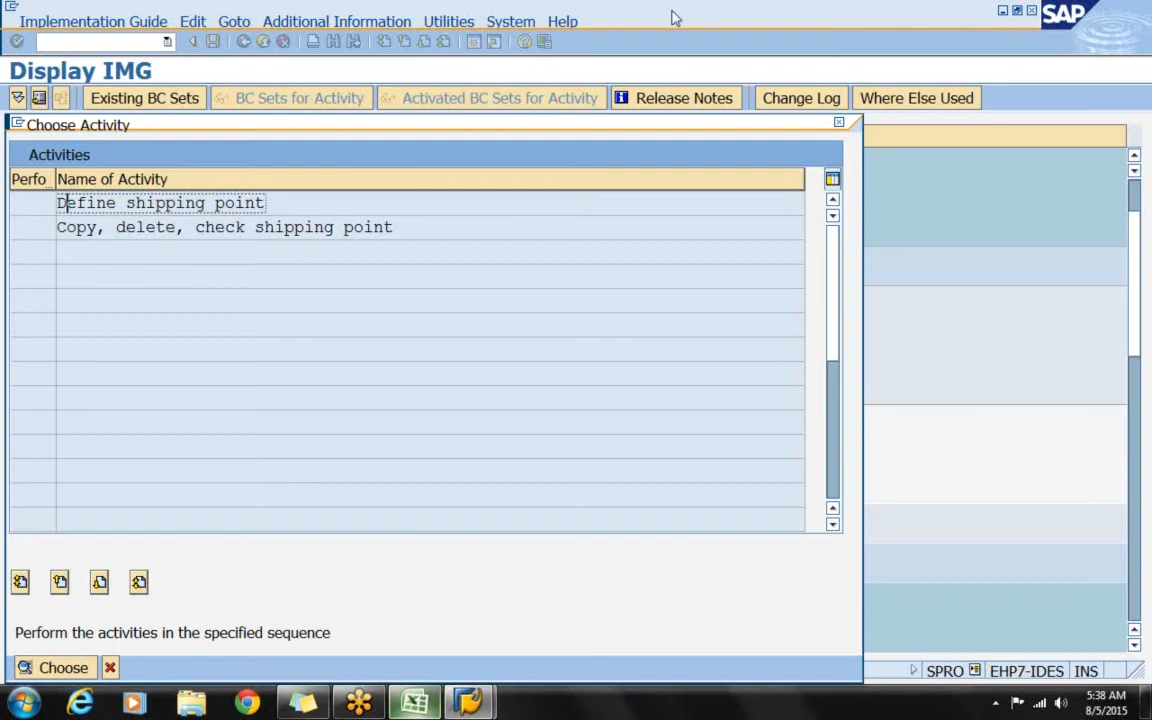 Implementation Guide Edit Goto Additional Information Utilities System Help
SAP
Display IMG
Existing BC Sets BC Sets for Activity Activated BC Sets for Activity Release Notes Change Log Where Else Used
Choose Activity
Activities
Perfo.. Name of Activity
Define shipping point
Copy, delete, check shipping point
Perform the activities in the specified sequence
Choose
SPRO EHP7-IDES INS
5:38 AM
8/5/2015